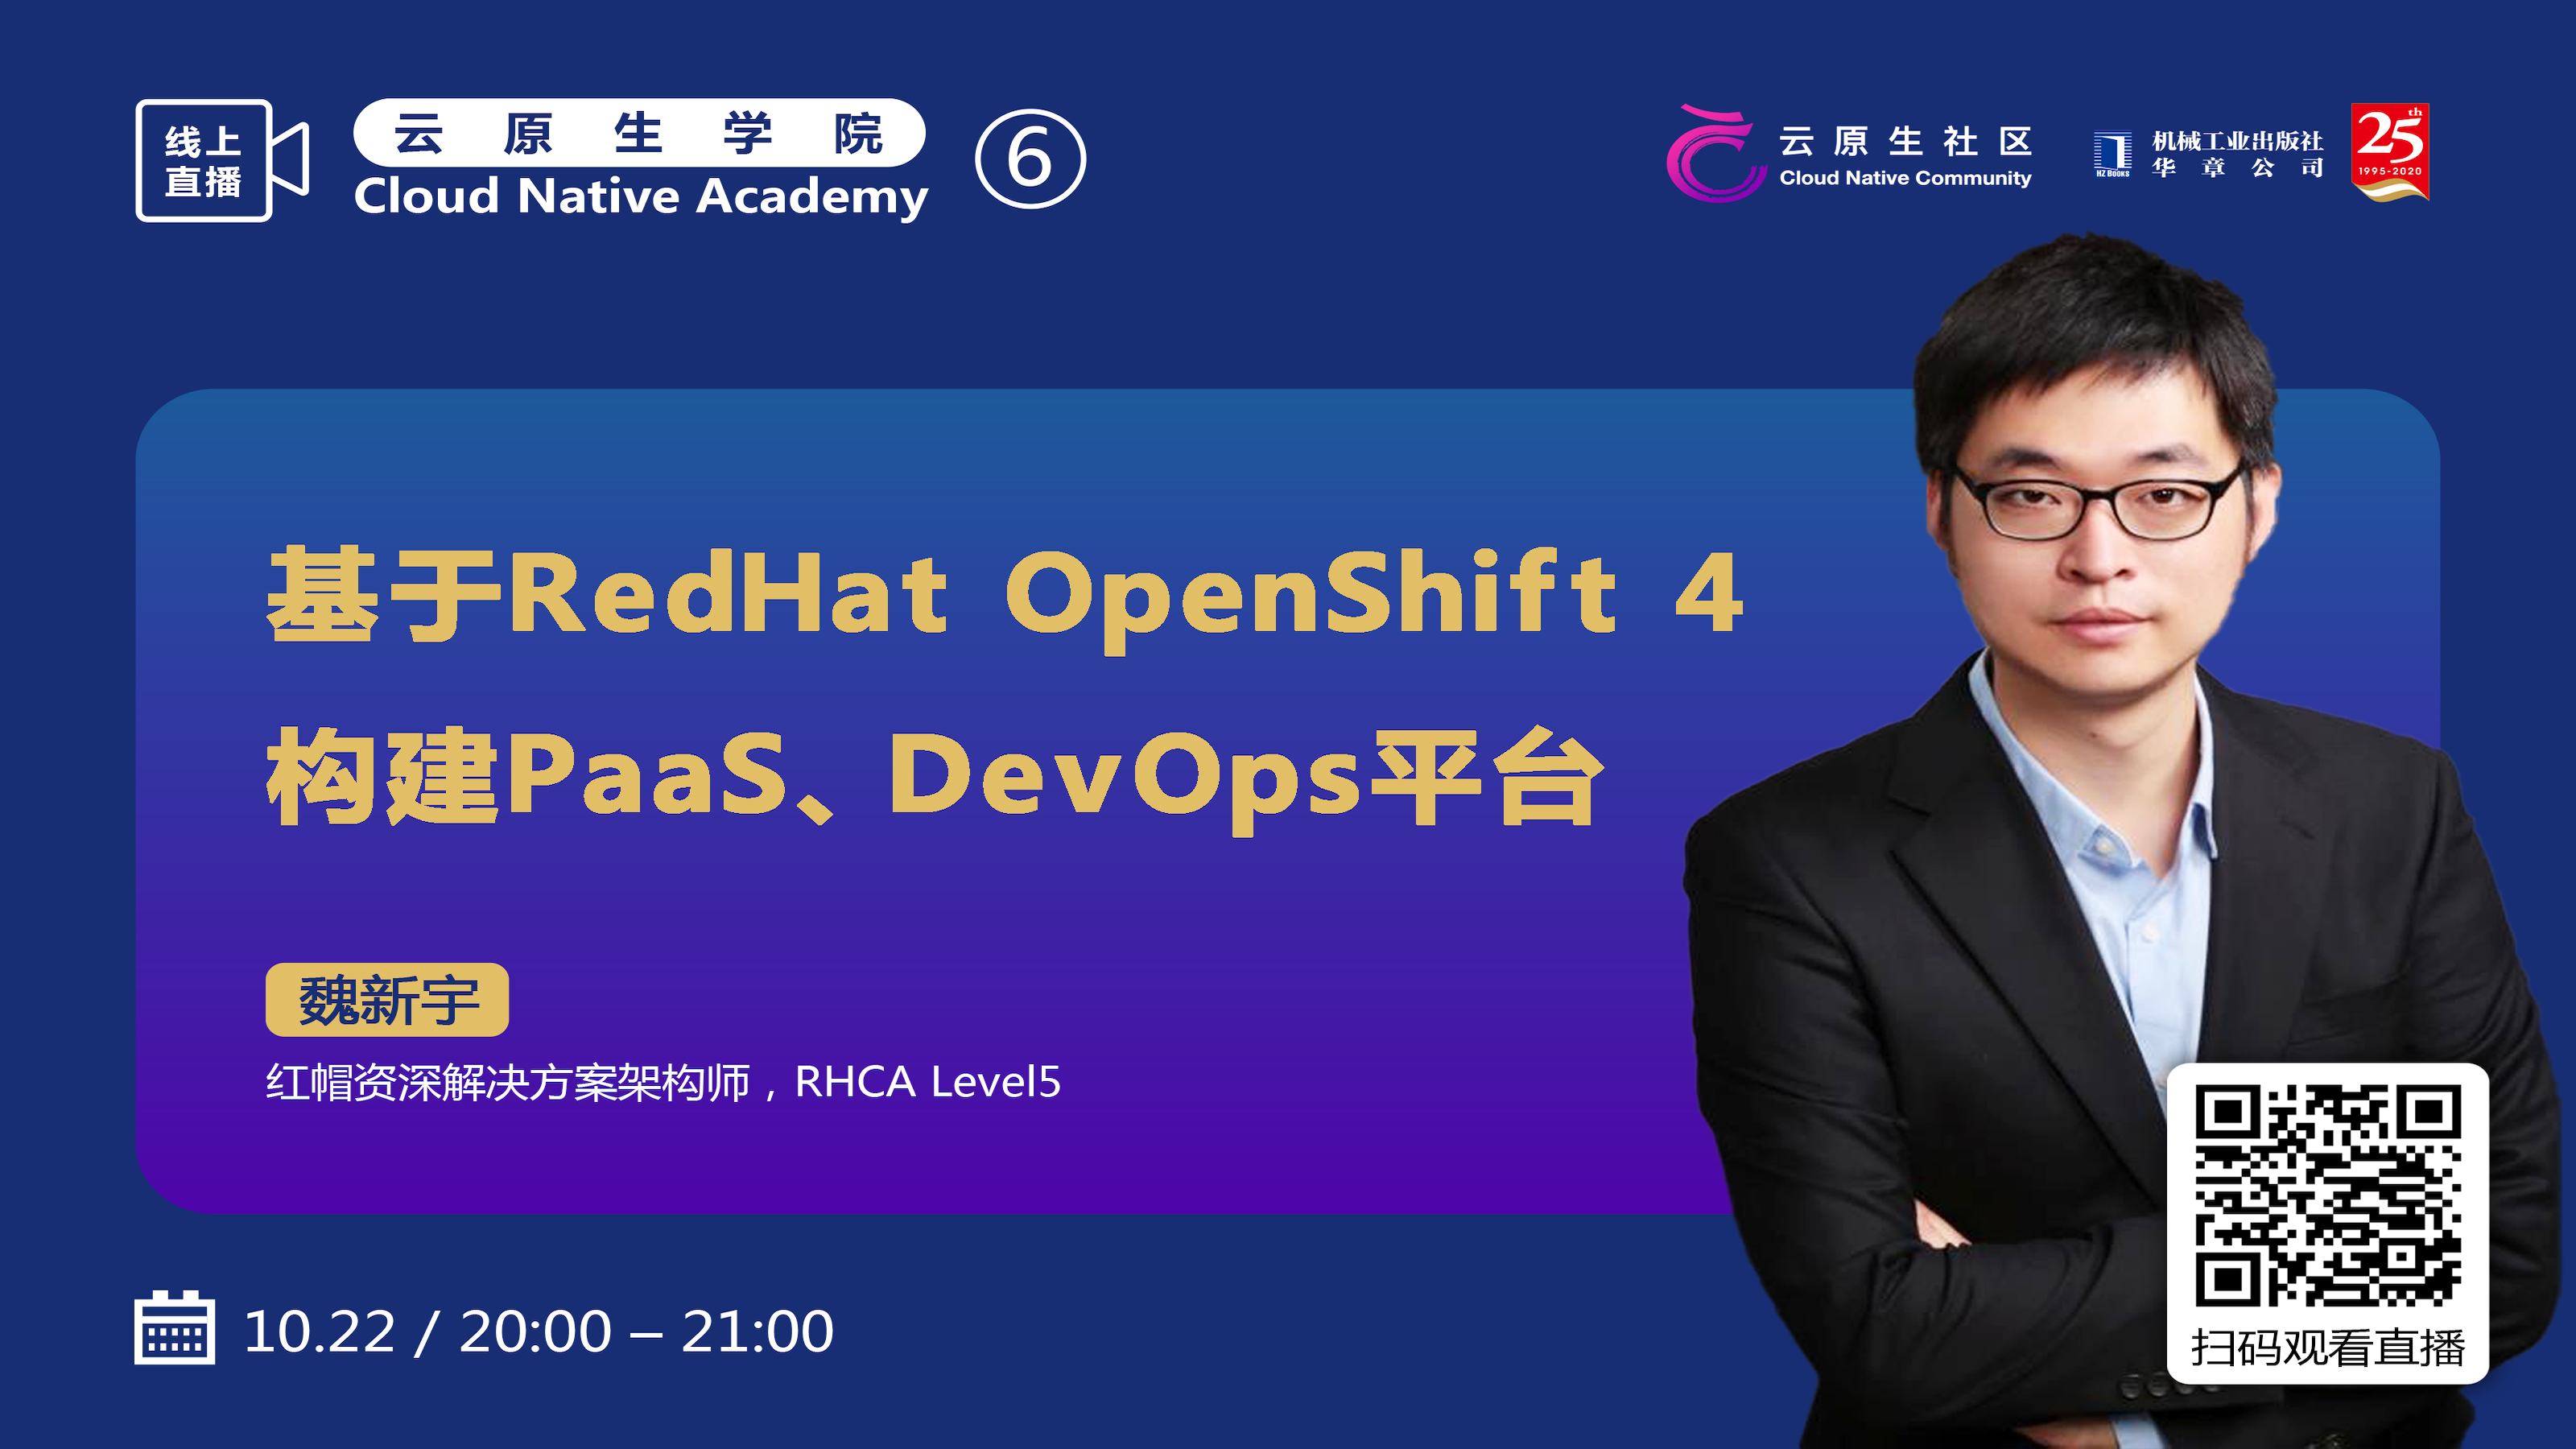 线上
直播
云原生学院
Cloud Native Academy
⑥
云原生社区
Cloud Native Community
HZ BOOKS
机械工业出版社
华章公司
25th
1995-2020
基于RedHat OpenShift 4
构建PaaS、DevOps平台
魏新宇
红帽资深解决方案架构师，RHCA Level5
10.22 / 20:00 – 21:00
扫码观看直播